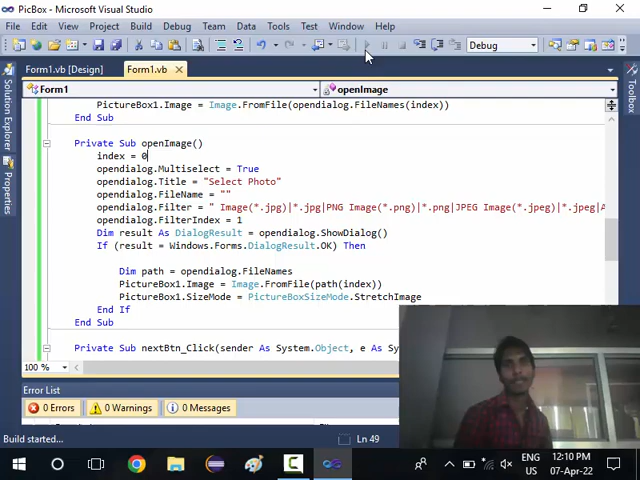 PicBox - Microsoft Visual Studio
File Edit View Project Build Debug Team Data Tools Test Window Help
Debug
Form1.vb [Design] Form1.vb
Form1 openImage
Solution Explorer
Properties
Toolbox
PictureBox1.Image = Image.FromFile(opendialog.FileNames(index))
End Sub
Private Sub openImage()
index = 0
opendialog.Multiselect = True
opendialog.Title = "Select Photo"
opendialog.FileName = ""
opendialog.Filter = " Image(*.jpg)|*.jpg|PNG Image(*.png)|*.png|JPEG Image(*.jpeg)|*.jpeg|A
opendialog.FilterIndex = 1
Dim result As DialogResult = opendialog.ShowDialog()
If (result = Windows.Forms.DialogResult.OK) Then
Dim path = opendialog.FileNames
PictureBox1.Image = Image.FromFile(path(index))
PictureBox1.SizeMode = PictureBoxSizeMode.StretchImage
End If
End Sub
Private Sub nextBtn_Click(sender As System.Object, e As Sy
100 %
Error List
0 Errors 0 Warnings 0 Messages
Build started... Ln 49
ENG
US
12:10 PM
07-Apr-22